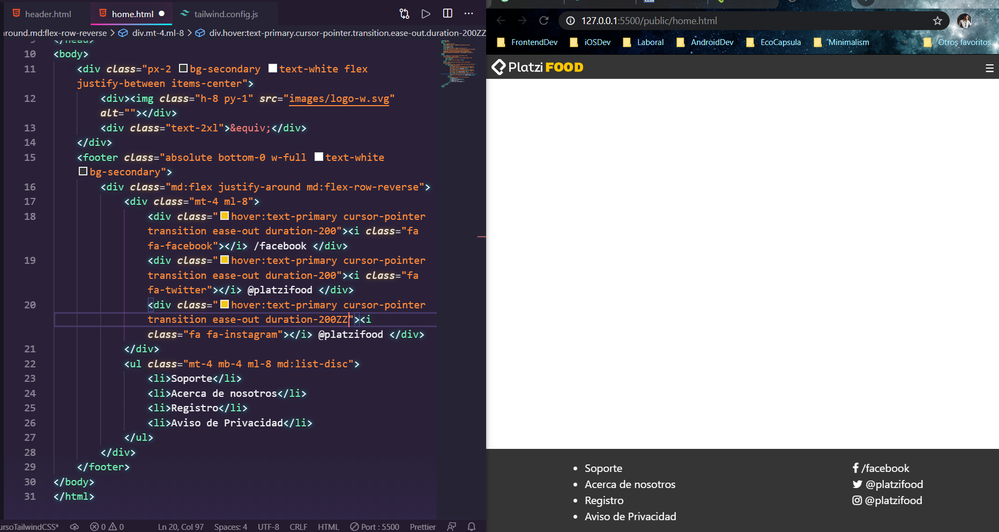 header.html
home.html
tailwind.config.js
around.md:flex-row-reverse > div.mt-4.ml-8 > div.hover:text-primary.cursor-pointer.transition.ease-out.duration-200ZZ
9 </head>
10 <body>
11 <div class="px-2 bg-secondary text-white flex
justify-between items-center">
12 <div><img class="h-8 py-1" src="images/logo-w.svg"
alt=""></div>
13 <div class="text-2xl">&equiv;</div>
14 </div>
15 <footer class="absolute bottom-0 w-full text-white
bg-secondary">
16 <div class="md:flex justify-around md:flex-row-reverse">
17 <div class="mt-4 ml-8">
18 <div class="hover:text-primary cursor-pointer
transition ease-out duration-200"><i class="fa
fa-facebook"></i> /facebook </div>
19 <div class="hover:text-primary cursor-pointer
transition ease-out duration-200"><i class="fa
fa-twitter"></i> @platzifood </div>
20 <div class="hover:text-primary cursor-pointer
transition ease-out duration-200ZZ"><i
class="fa fa-instagram"></i> @platzifood </div>
21 </div>
22 <ul class="mt-4 mb-4 ml-8 md:list-disc">
23 <li>Soporte</li>
24 <li>Acerca de nosotros</li>
25 <li>Registro</li>
26 <li>Aviso de Privacidad</li>
27 </ul>
28 </div>
29 </footer>
30 </body>
31 </html>
ursoTailwindCSS* 0 0 Ln 20, Col 97 Spaces: 4 UTF-8 CRLF HTML Port : 5500 Prettier
127.0.0.1:5500/public/home.html
FrontendDev iOSDev Laboral AndroidDev EcoCapsula Minimalism » Otros favoritos
Platzi FOOD ≡
Soporte
Acerca de nosotros
Registro
Aviso de Privacidad
/facebook
@platzifood
@platzifood